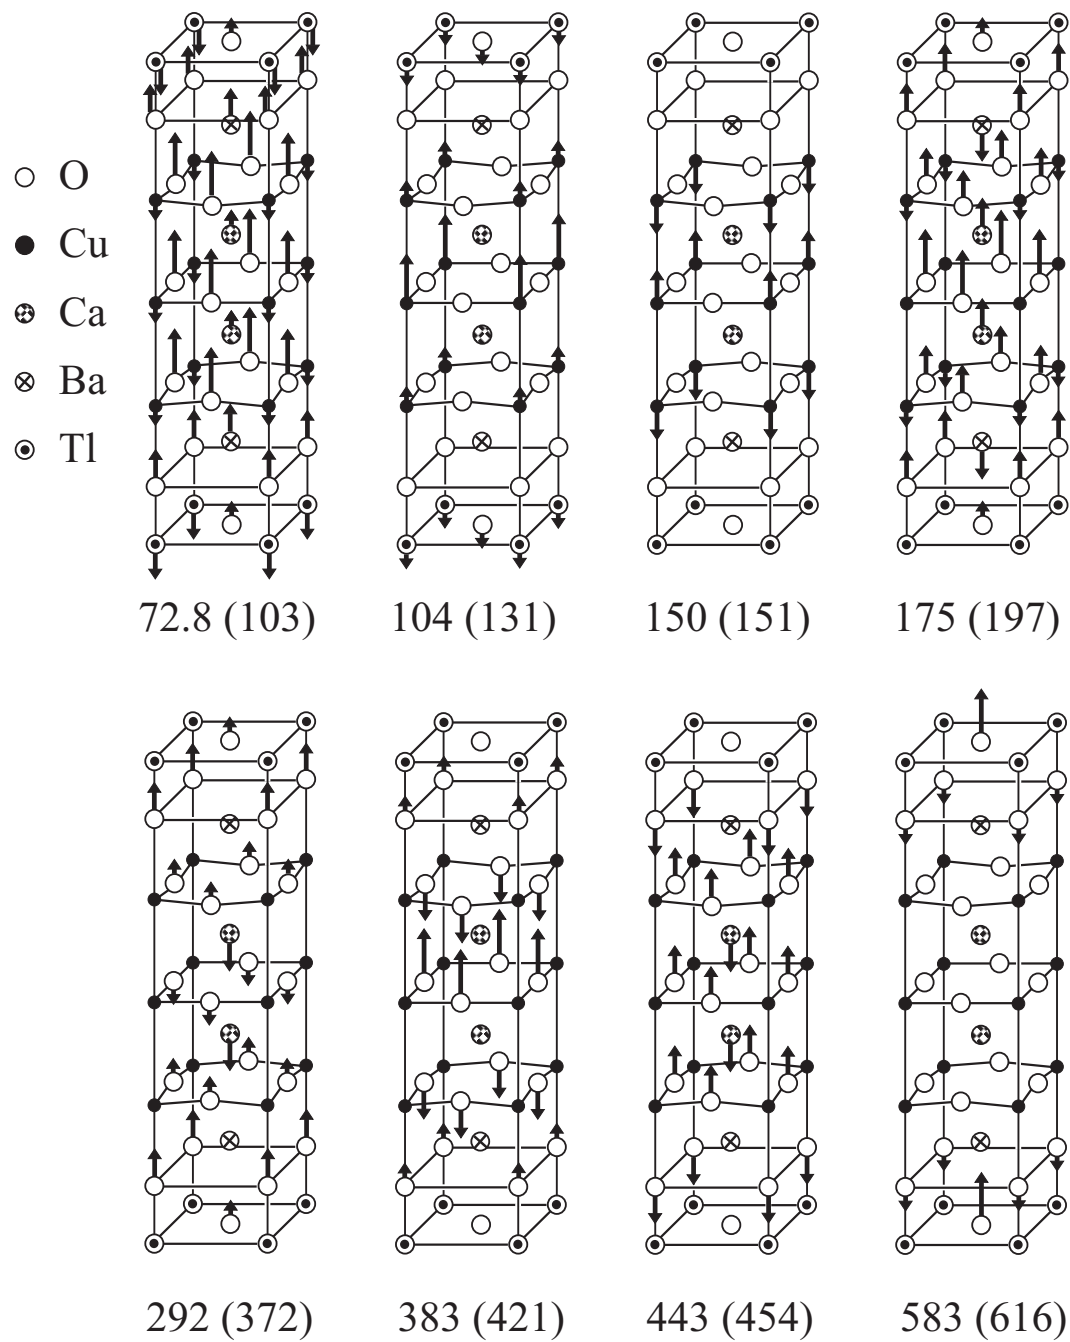 O
Cu
Ca
Ba
Tl
72.8 (103)
104 (131)
150 (151)
175 (197)
292 (372)
383 (421)
443 (454)
583 (616)